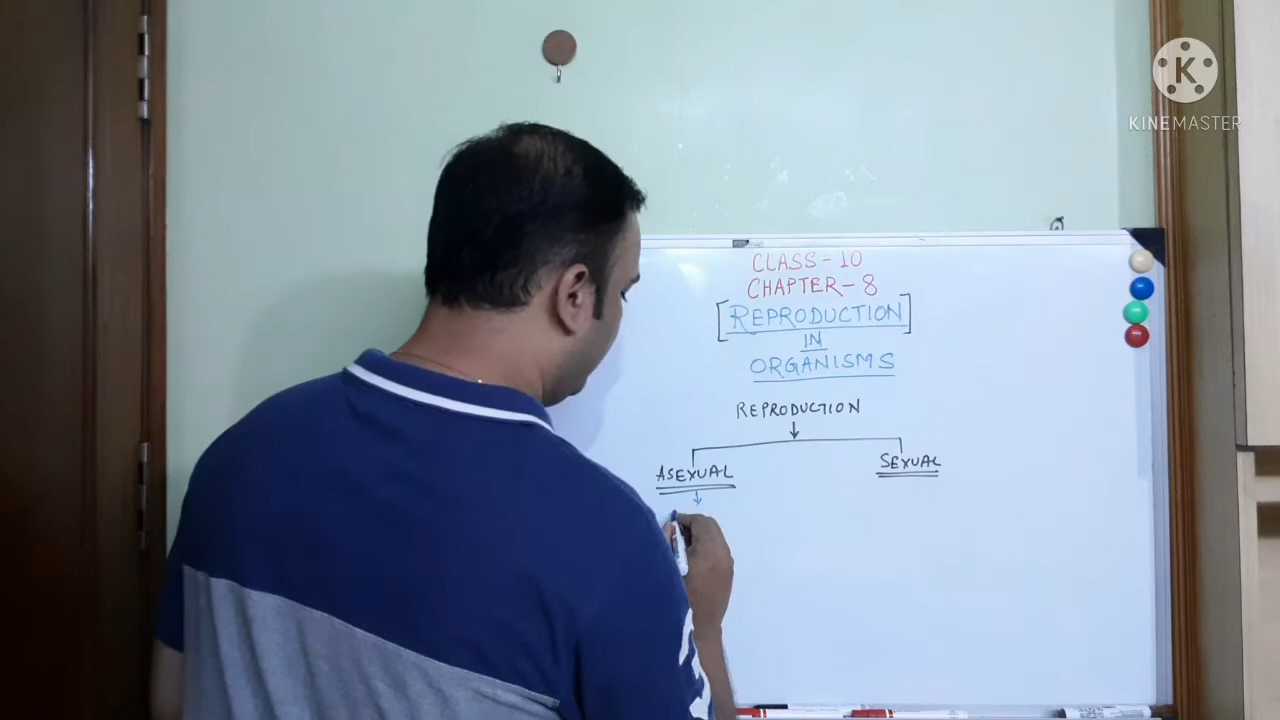 K
KINEMASTER
CLASS-10
CHAPTER-8
[REPRODUCTION]
IN
ORGANISMS
REPRODUCTION
ASEXUAL
SEXUAL